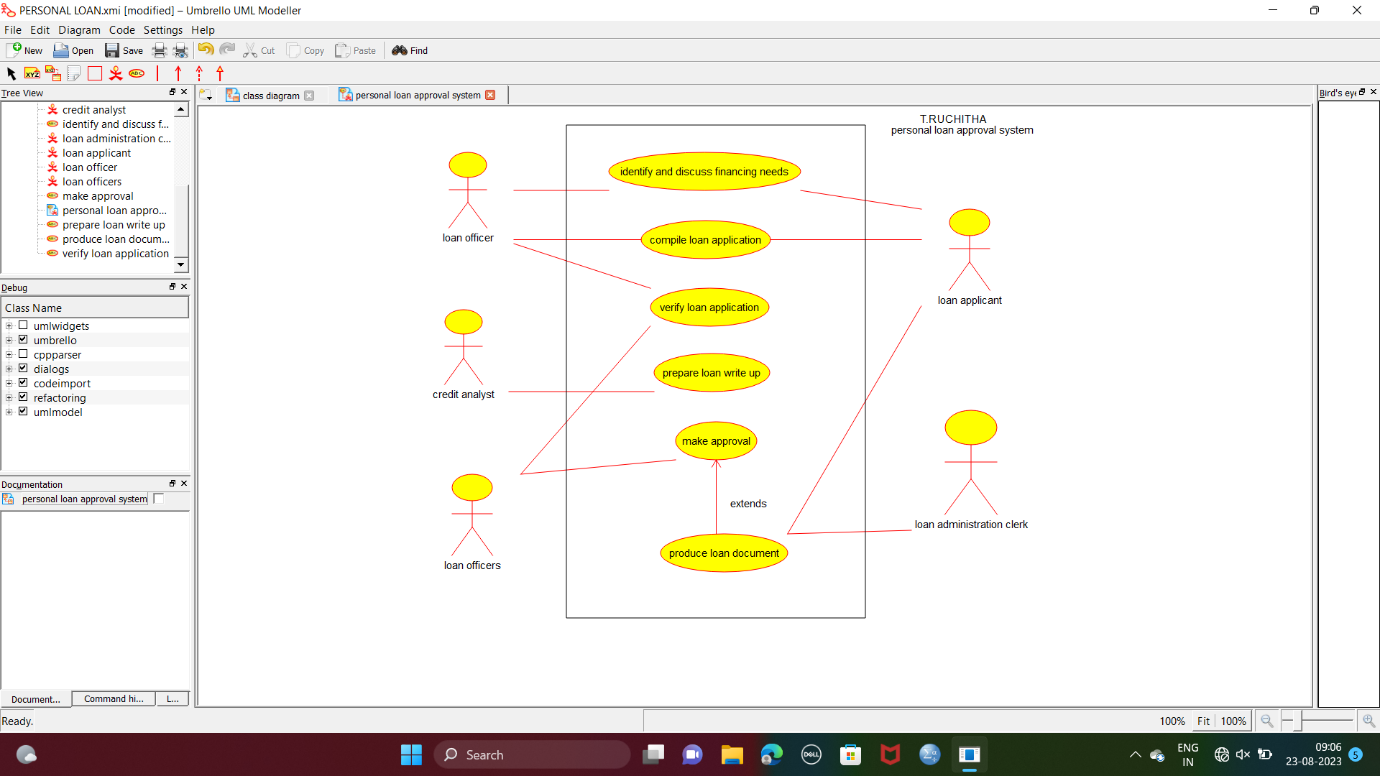 PERSONAL LOAN.xmi [modified] – Umbrello UML Modeller
File Edit Diagram Code Settings Help
New Open Save Cut Copy Paste Find
XYZ ABC
Tree View
class diagram
personal loan approval system
Bird's eye
credit analyst
identify and discuss f...
loan administration c...
loan applicant
loan officer
loan officers
make approval
personal loan appro...
prepare loan write up
produce loan docum...
verify loan application
Debug
Class Name
umlwidgets
umbrello
cppparser
dialogs
codeimport
refactoring
umlmodel
Documentation
personal loan approval system
Document...
Command hi...
L...
T.RUCHITHA
personal loan approval system
identify and discuss financing needs
loan officer
compile loan application
loan applicant
verify loan application
prepare loan write up
credit analyst
make approval
extends
loan administration clerk
produce loan document
loan officers
Ready.
100% Fit 100%
Search
DELL
ENG
IN
09:06
23-08-2023
5